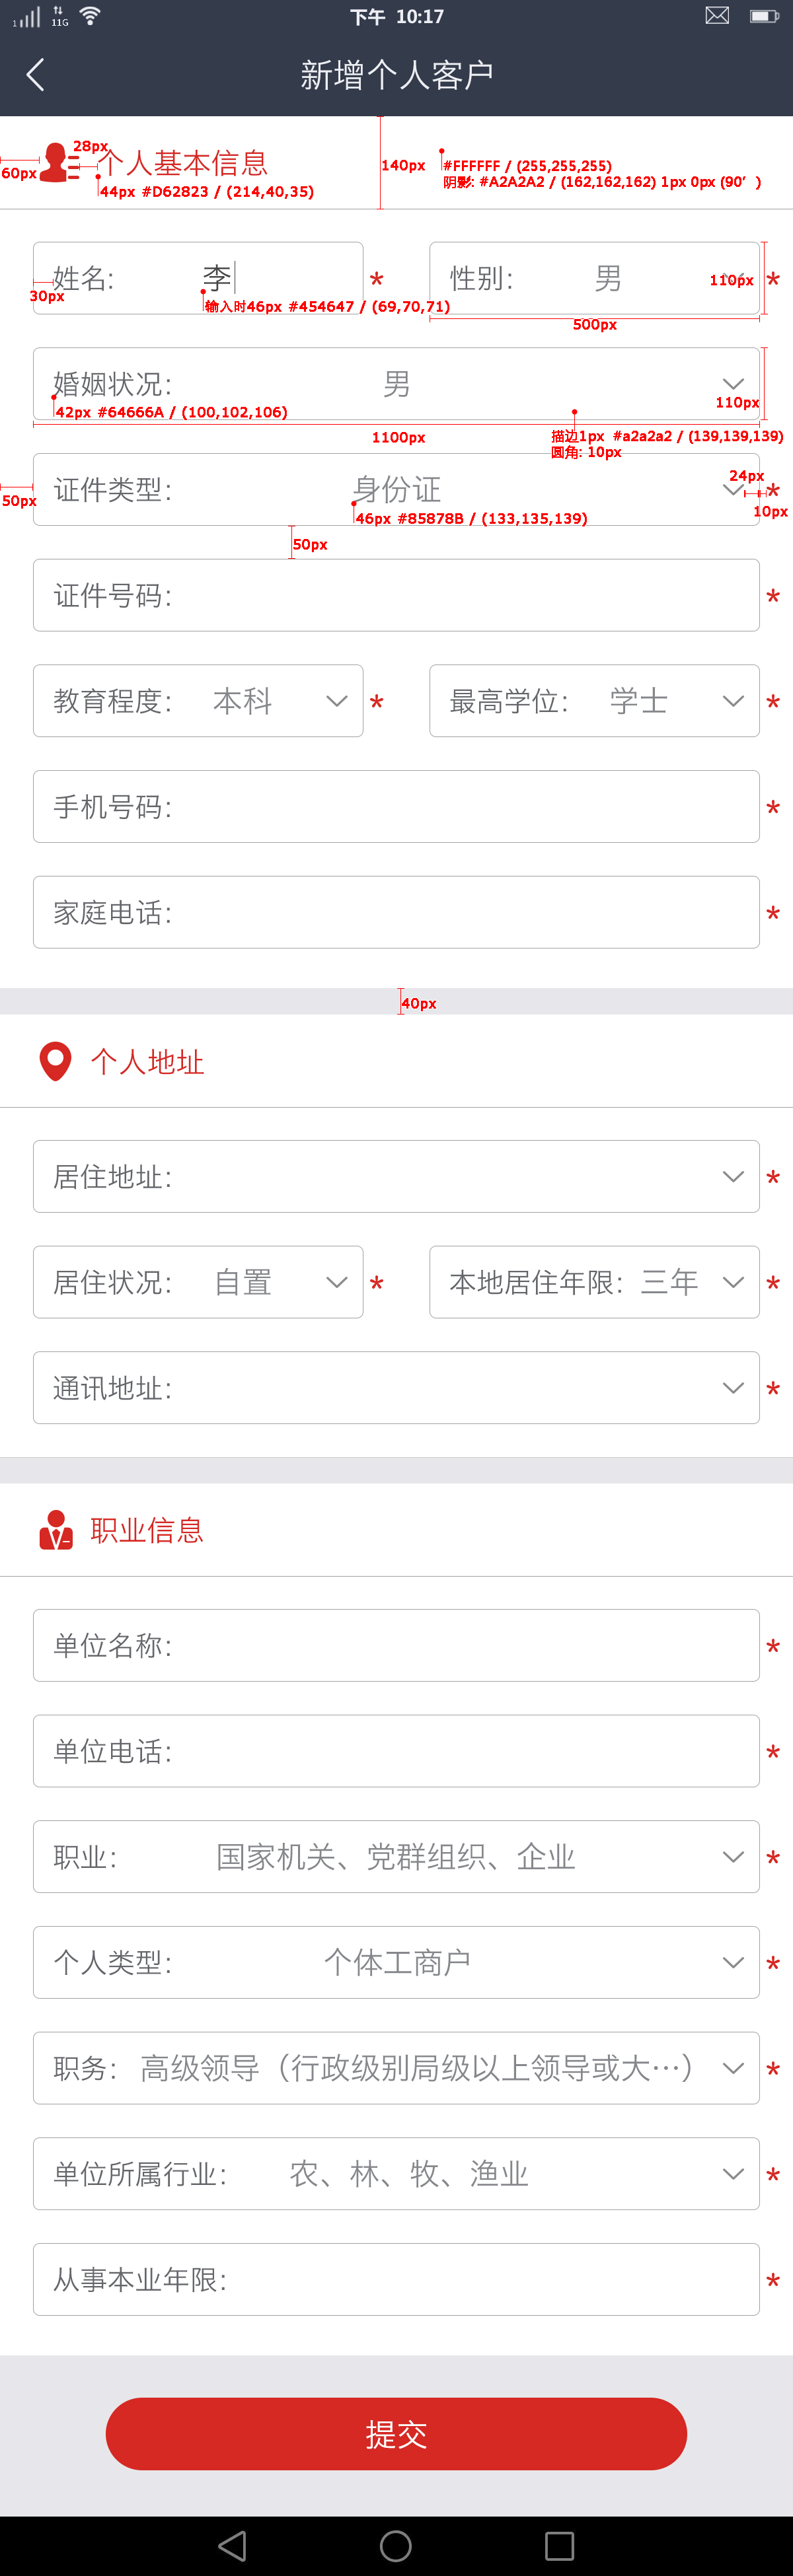 1 11G 下午 10:17
新增个人客户
28px
个人基本信息
60px
44px #D62823 / (214,40,35)
140px
#FFFFFF / (255,255,255)
阴影: #A2A2A2 / (162,162,162) 1px 0px (90°)
姓名: 李 *
30px
输入时46px #454647 / (69,70,71)
性别: 男 *
110px
500px
婚姻状况: 男
42px #64666A / (100,102,106)
110px
1100px
描边1px #a2a2a2 / (139,139,139)
圆角: 10px
50px
证件类型: 身份证 *
24px
10px
46px #85878B / (133,135,139)
50px
证件号码: *
教育程度: 本科 * 最高学位: 学士 *
手机号码: *
家庭电话: *
40px
个人地址
居住地址: *
居住状况: 自置 * 本地居住年限: 三年 *
通讯地址: *
职业信息
单位名称: *
单位电话: *
职业: 国家机关、党群组织、企业 *
个人类型: 个体工商户 *
职务: 高级领导（行政级别局级以上领导或大…） *
单位所属行业: 农、林、牧、渔业 *
从事本业年限: *
提交